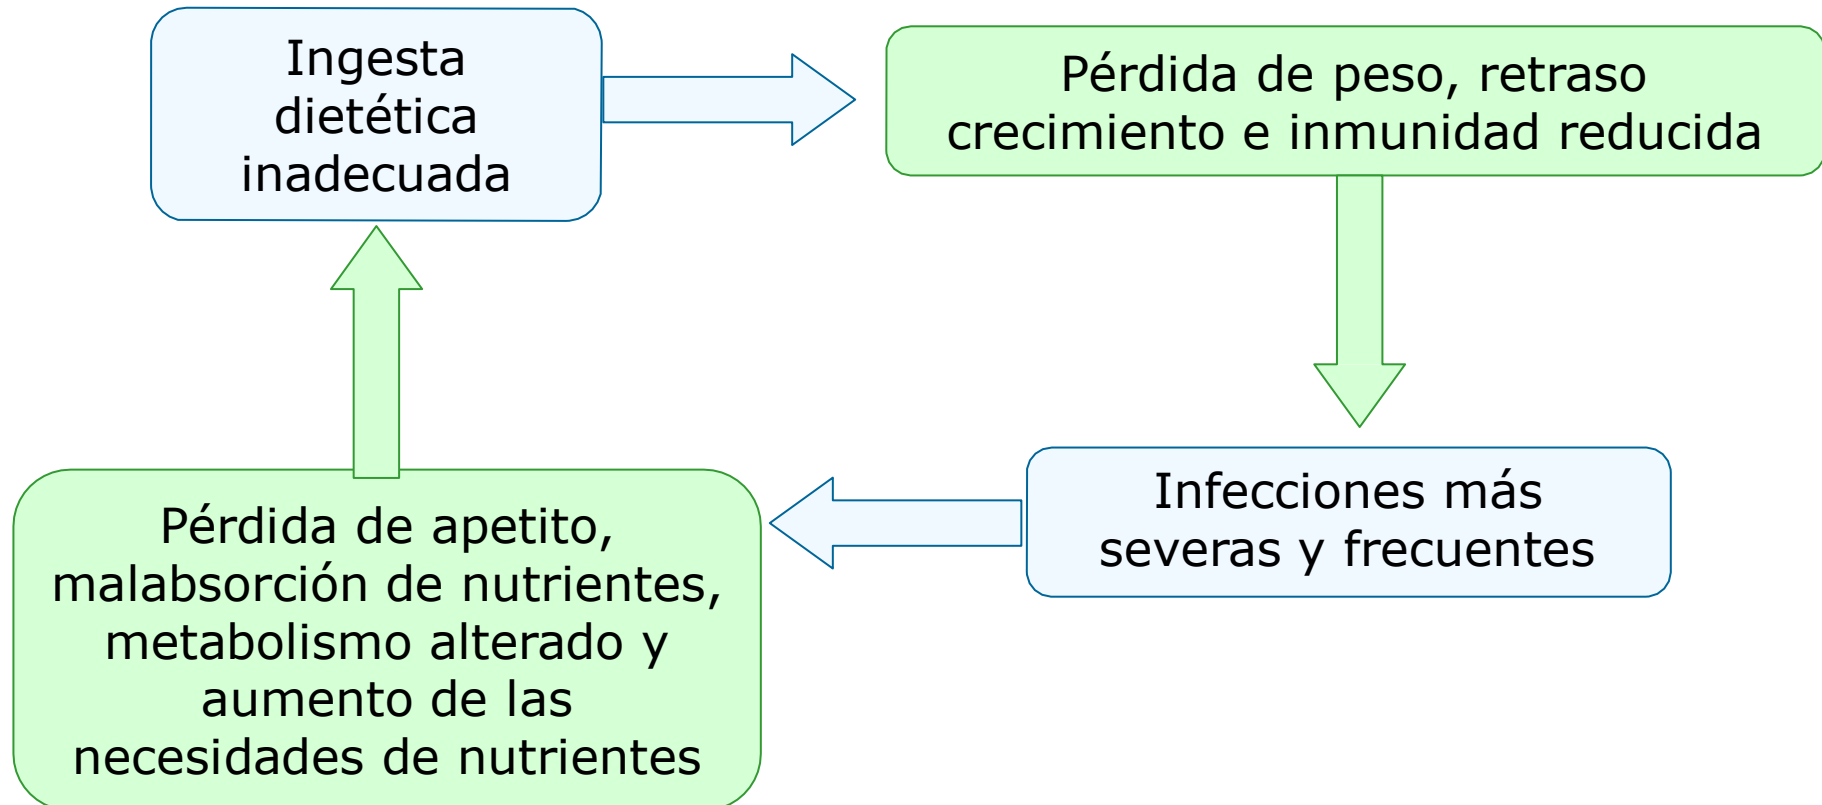 Ingesta
dietética
inadecuada
Pérdida de peso, retraso
crecimiento e inmunidad reducida
Infecciones más
severas y frecuentes
Pérdida de apetito,
malabsorción de nutrientes,
metabolismo alterado y
aumento de las
necesidades de nutrientes